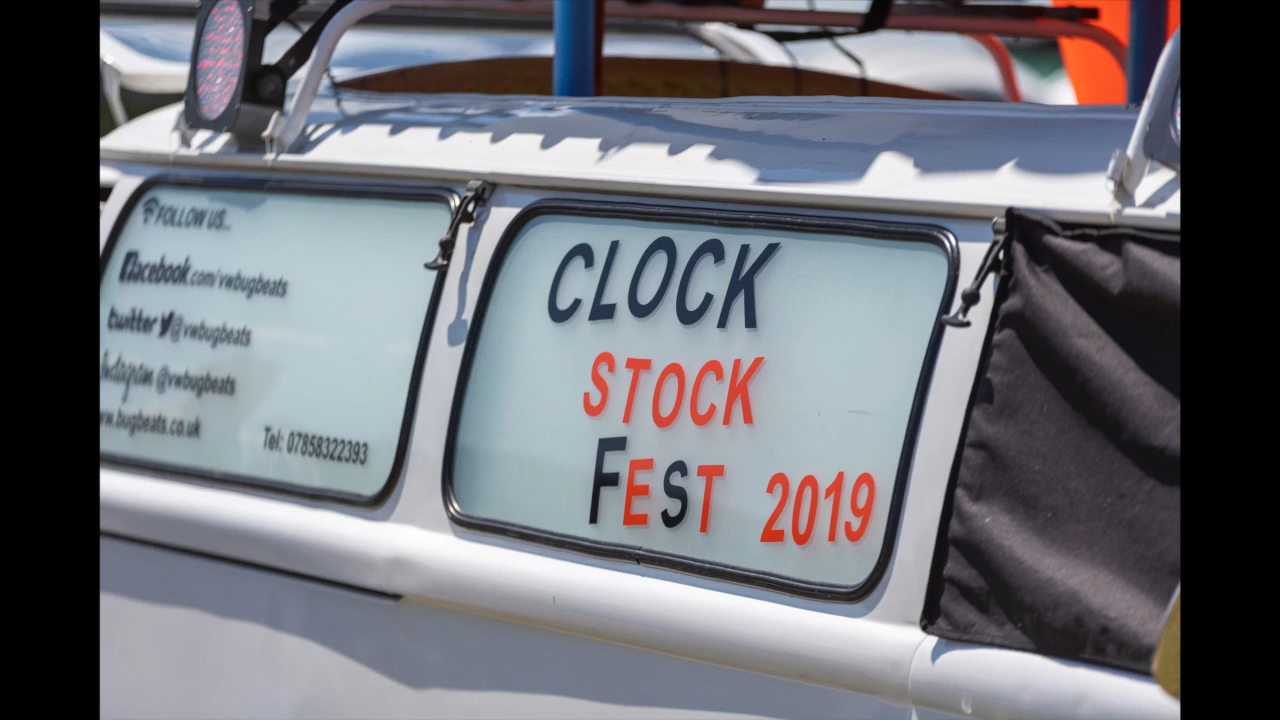 FOLLOW US...
facebook.com/vwbugbeats
twitter @vwbugbeats
Instagram @vwbugbeats
www.bugbeats.co.uk
Tel: 07858322393
CLOCK
STOCK
FEST 2019